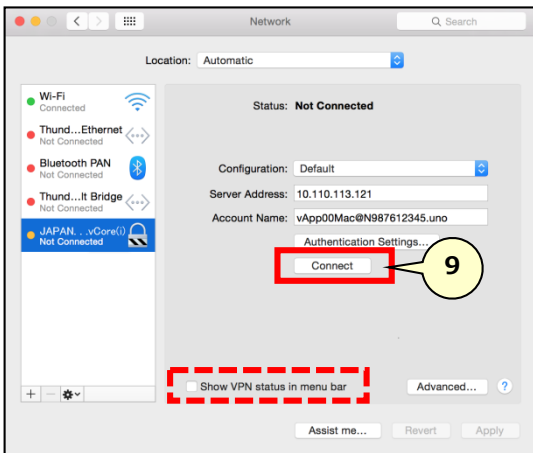 Network
Search
Location: Automatic
Wi-Fi
Connected
Thund...Ethernet
Not Connected
Bluetooth PAN
Not Connected
Thund...lt Bridge
Not Connected
JAPAN. . .vCore(i)
Not Connected
Status: Not Connected
Configuration: Default
Server Address: 10.110.113.121
Account Name: vApp00Mac@N987612345.uno
Authentication Settings...
Connect
9
Show VPN status in menu bar
Advanced... ?
Assist me... Revert Apply